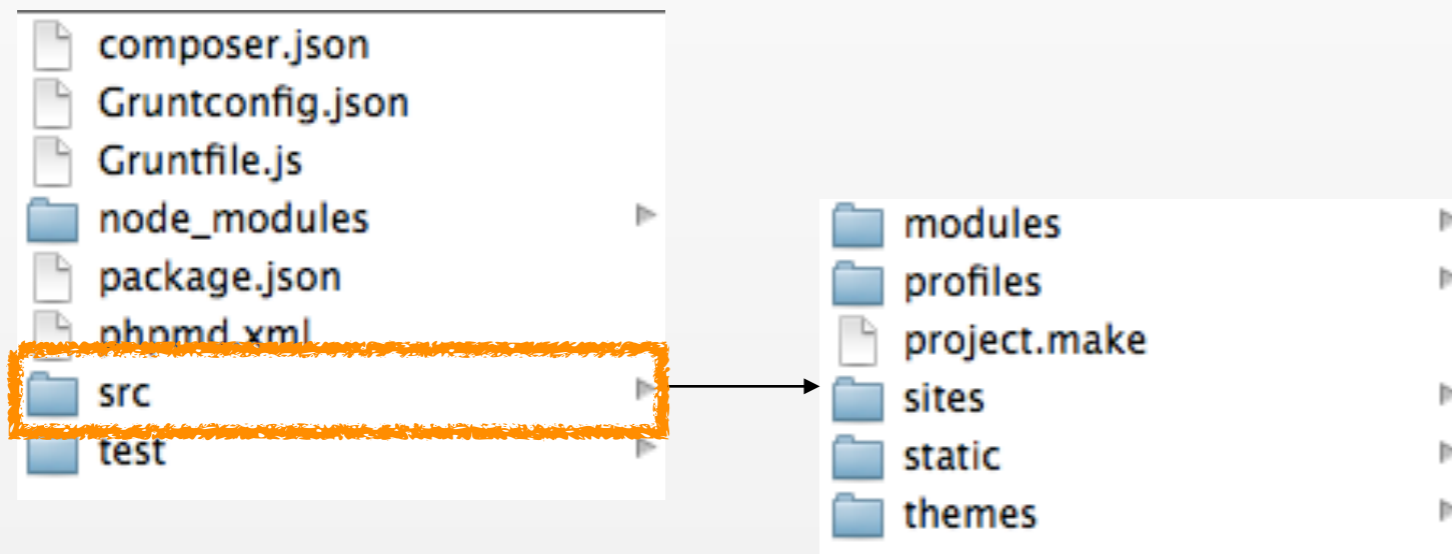 composer.json
Gruntconfig.json
Gruntfile.js
node_modules
package.json
phpmd.xml
src
test
modules
profiles
project.make
sites
static
themes